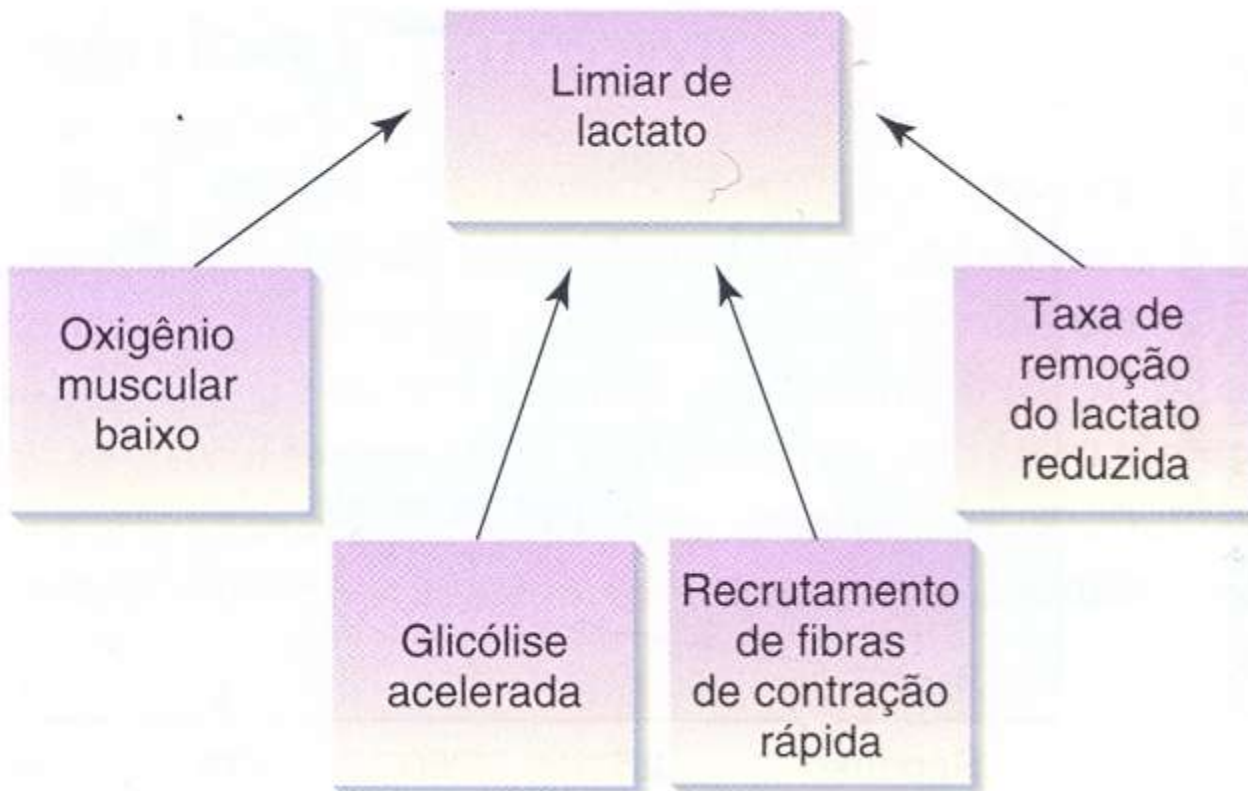 Limiar de
lactato
Oxigênio
muscular
baixo
Taxa de
remoção
do lactato
reduzida
Glicólise
acelerada
Recrutamento
de fibras
de contração
rápida